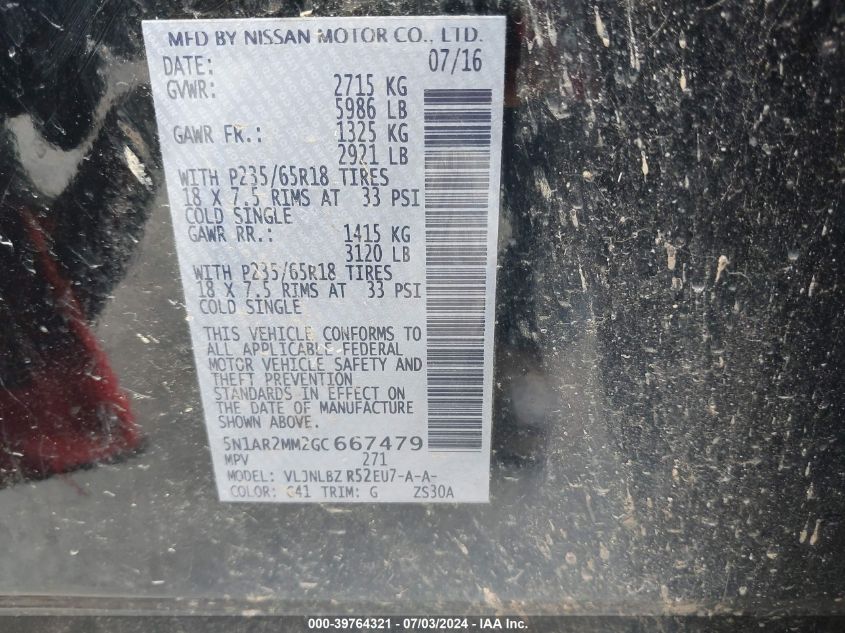 MFD BY NISSAN MOTOR CO., LTD.
DATE: 07/16
GVWR: 2715 KG
5986 LB
GAWR FR.: 1325 KG
2921 LB
WITH P235/65R18 TIRES
18 X 7.5 RIMS AT 33 PSI
COLD SINGLE
GAWR RR.: 1415 KG
3120 LB
WITH P235/65R18 TIRES
18 X 7.5 RIMS AT 33 PSI
COLD SINGLE
THIS VEHICLE CONFORMS TO
ALL APPLICABLE FEDERAL
MOTOR VEHICLE SAFETY AND
THEFT PREVENTION
STANDARDS IN EFFECT ON
THE DATE OF MANUFACTURE
SHOWN ABOVE.
5N1AR2MM2GC667479
MPV 271
MODEL: VLJNLBZ R52EU7-A-A-
COLOR: G41 TRIM: G ZS30A
000-39764321 / 07/03/2024 - IAA Inc.